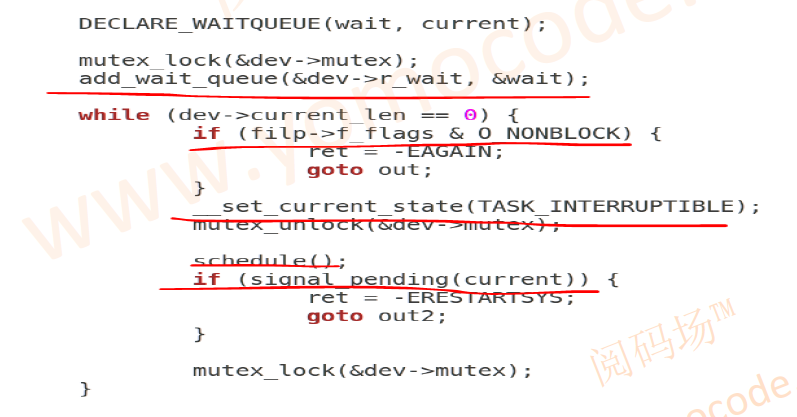 DECLARE_WAITQUEUE(wait, current);
mutex_lock(&dev->mutex);
add_wait_queue(&dev->r_wait, &wait);
while (dev->current_len == 0) {
if (filp->f_flags & O_NONBLOCK) {
ret = -EAGAIN;
goto out;
}
__set_current_state(TASK_INTERRUPTIBLE);
mutex_unlock(&dev->mutex);
schedule();
if (signal_pending(current)) {
ret = -ERESTARTSYS;
goto out2;
}
mutex_lock(&dev->mutex);
}
www.yomocode.com
阅码场™
mocode